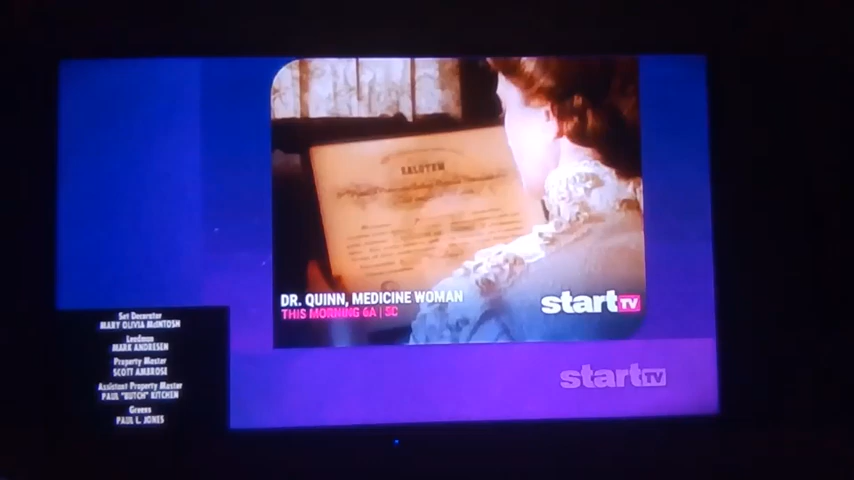 SALUTEM
DR. QUINN, MEDICINE WOMAN
THIS MORNING 6A | 5C
start TV
start TV
Set Decorator
MARY OLIVIA McINTOSH
Leadman
MARK ANDRESEN
Property Master
SCOTT AMBROSE
Assistant Property Master
PAUL "BUTCH" KITCHEN
Greens
PAUL L. JONES